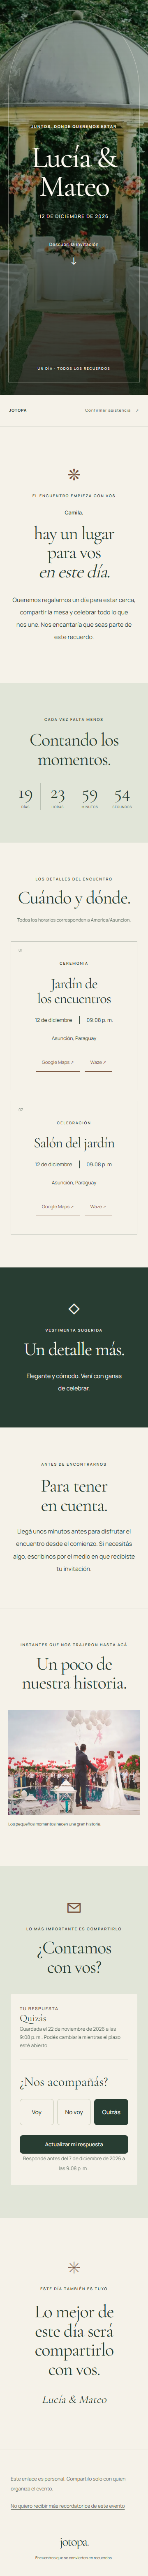 JUNTOS, DONDE QUEREMOS ESTAR
Lucía &
Mateo
12 DE DICIEMBRE DE 2026
Descubrí la invitación
↓
UN DÍA · TODOS LOS RECUERDOS
JOTOPA
Confirmar asistencia ↗
EL ENCUENTRO EMPIEZA CON VOS
Camila,
hay un lugar
para vos
en este día.
Queremos regalarnos un día para estar cerca,
compartir la mesa y celebrar todo lo que
nos une. Nos encantaría que seas parte de
este recuerdo.
CADA VEZ FALTA MENOS
Contando los
momentos.
19 23 59 54
DÍAS HORAS MINUTOS SEGUNDOS
LOS DETALLES DEL ENCUENTRO
Cuándo y dónde.
Todos los horarios corresponden a America/Asuncion.
01
CEREMONIA
Jardín de
los encuentros
12 de diciembre 09:08 p. m.
Asunción, Paraguay
Google Maps ↗ Waze ↗
02
CELEBRACIÓN
Salón del jardín
12 de diciembre 09:08 p. m.
Asunción, Paraguay
Google Maps ↗ Waze ↗
VESTIMENTA SUGERIDA
Un detalle más.
Elegante y cómodo. Vení con ganas
de celebrar.
ANTES DE ENCONTRARNOS
Para tener
en cuenta.
Llegá unos minutos antes para disfrutar el
encuentro desde el comienzo. Si necesitás
algo, escribinos por el medio en que recibiste
tu invitación.
INSTANTES QUE NOS TRAJERON HASTA ACÁ
Un poco de
nuestra historia.
Los pequeños momentos hacen una gran historia.
LO MÁS IMPORTANTE ES COMPARTIRLO
¿Contamos
con vos?
TU RESPUESTA
Quizás
Guardada el 22 de noviembre de 2026 a las
9:08 p. m.. Podés cambiarla mientras el plazo
esté abierto.
¿Nos acompañás?
Voy No voy Quizás
Actualizar mi respuesta
Respondé antes del 7 de diciembre de 2026 a
las 9:08 p. m..
ESTE DÍA TAMBIÉN ES TUYO
Lo mejor de
este día será
compartirlo
con vos.
Lucía & Mateo
Este enlace es personal. Compartilo solo con quien
organiza el evento.
No quiero recibir más recordatorios de este evento
jotopa.
Encuentros que se convierten en recuerdos